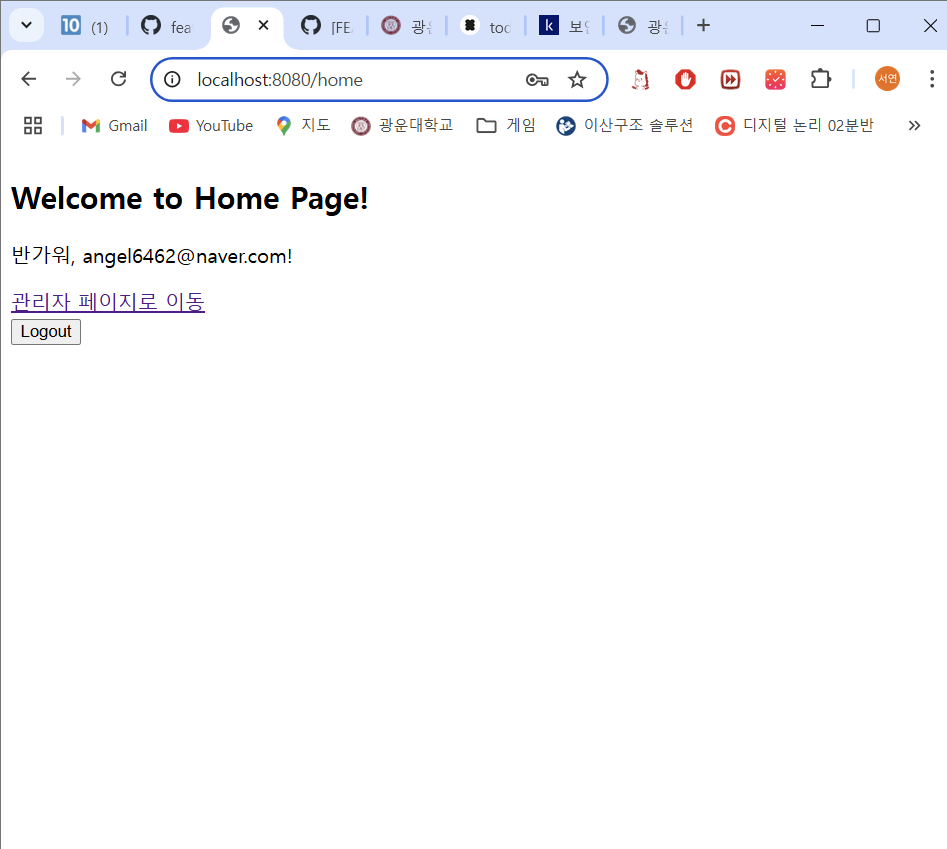 10 (1) fea [FE 광 too k 보안 광
localhost:8080/home 서연
Gmail YouTube 지도 광운대학교 게임 이산구조 솔루션 디지털 논리 02분반
Welcome to Home Page!
반가워, angel6462@naver.com!
관리자 페이지로 이동
Logout